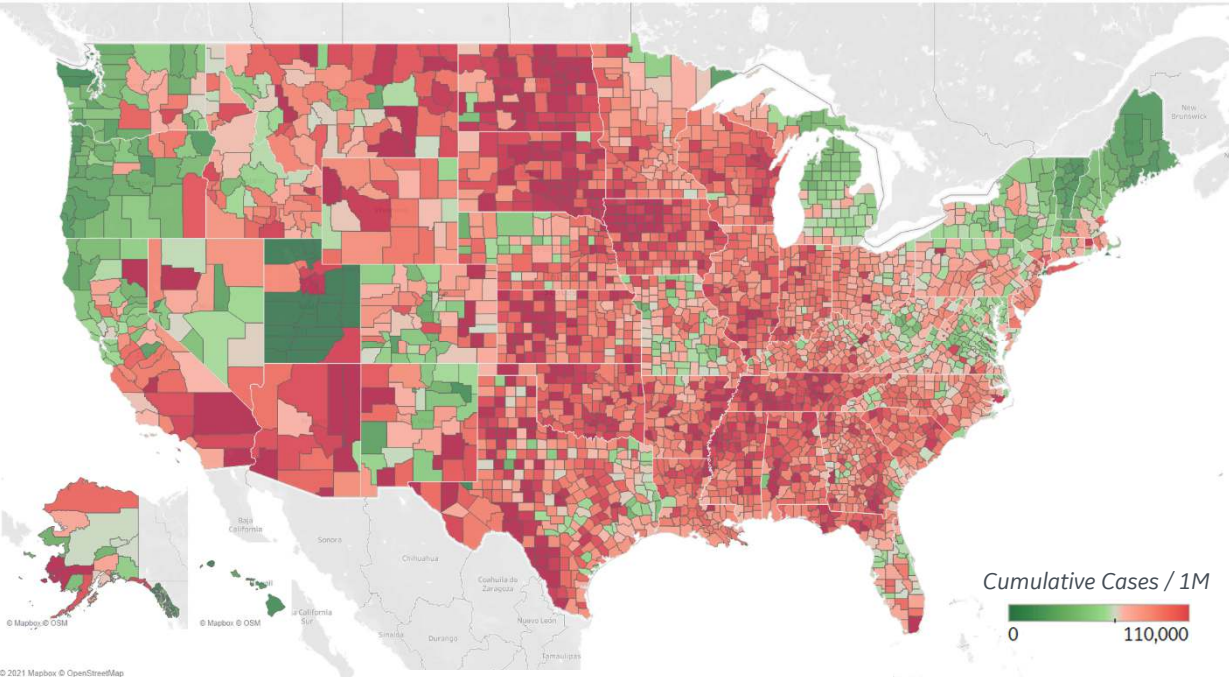 New
Brunswick
Baja
California
Sonora
Chihuahua
Coahuila de
Zaragoza
a California
Sur
Nuevo León
Sinaloa
Durango
Tamaulipas
© Mapbox © OSM
© Mapbox © OSM
Cumulative Cases / 1M
0
110,000
© 2021 Mapbox © OpenStreetMap